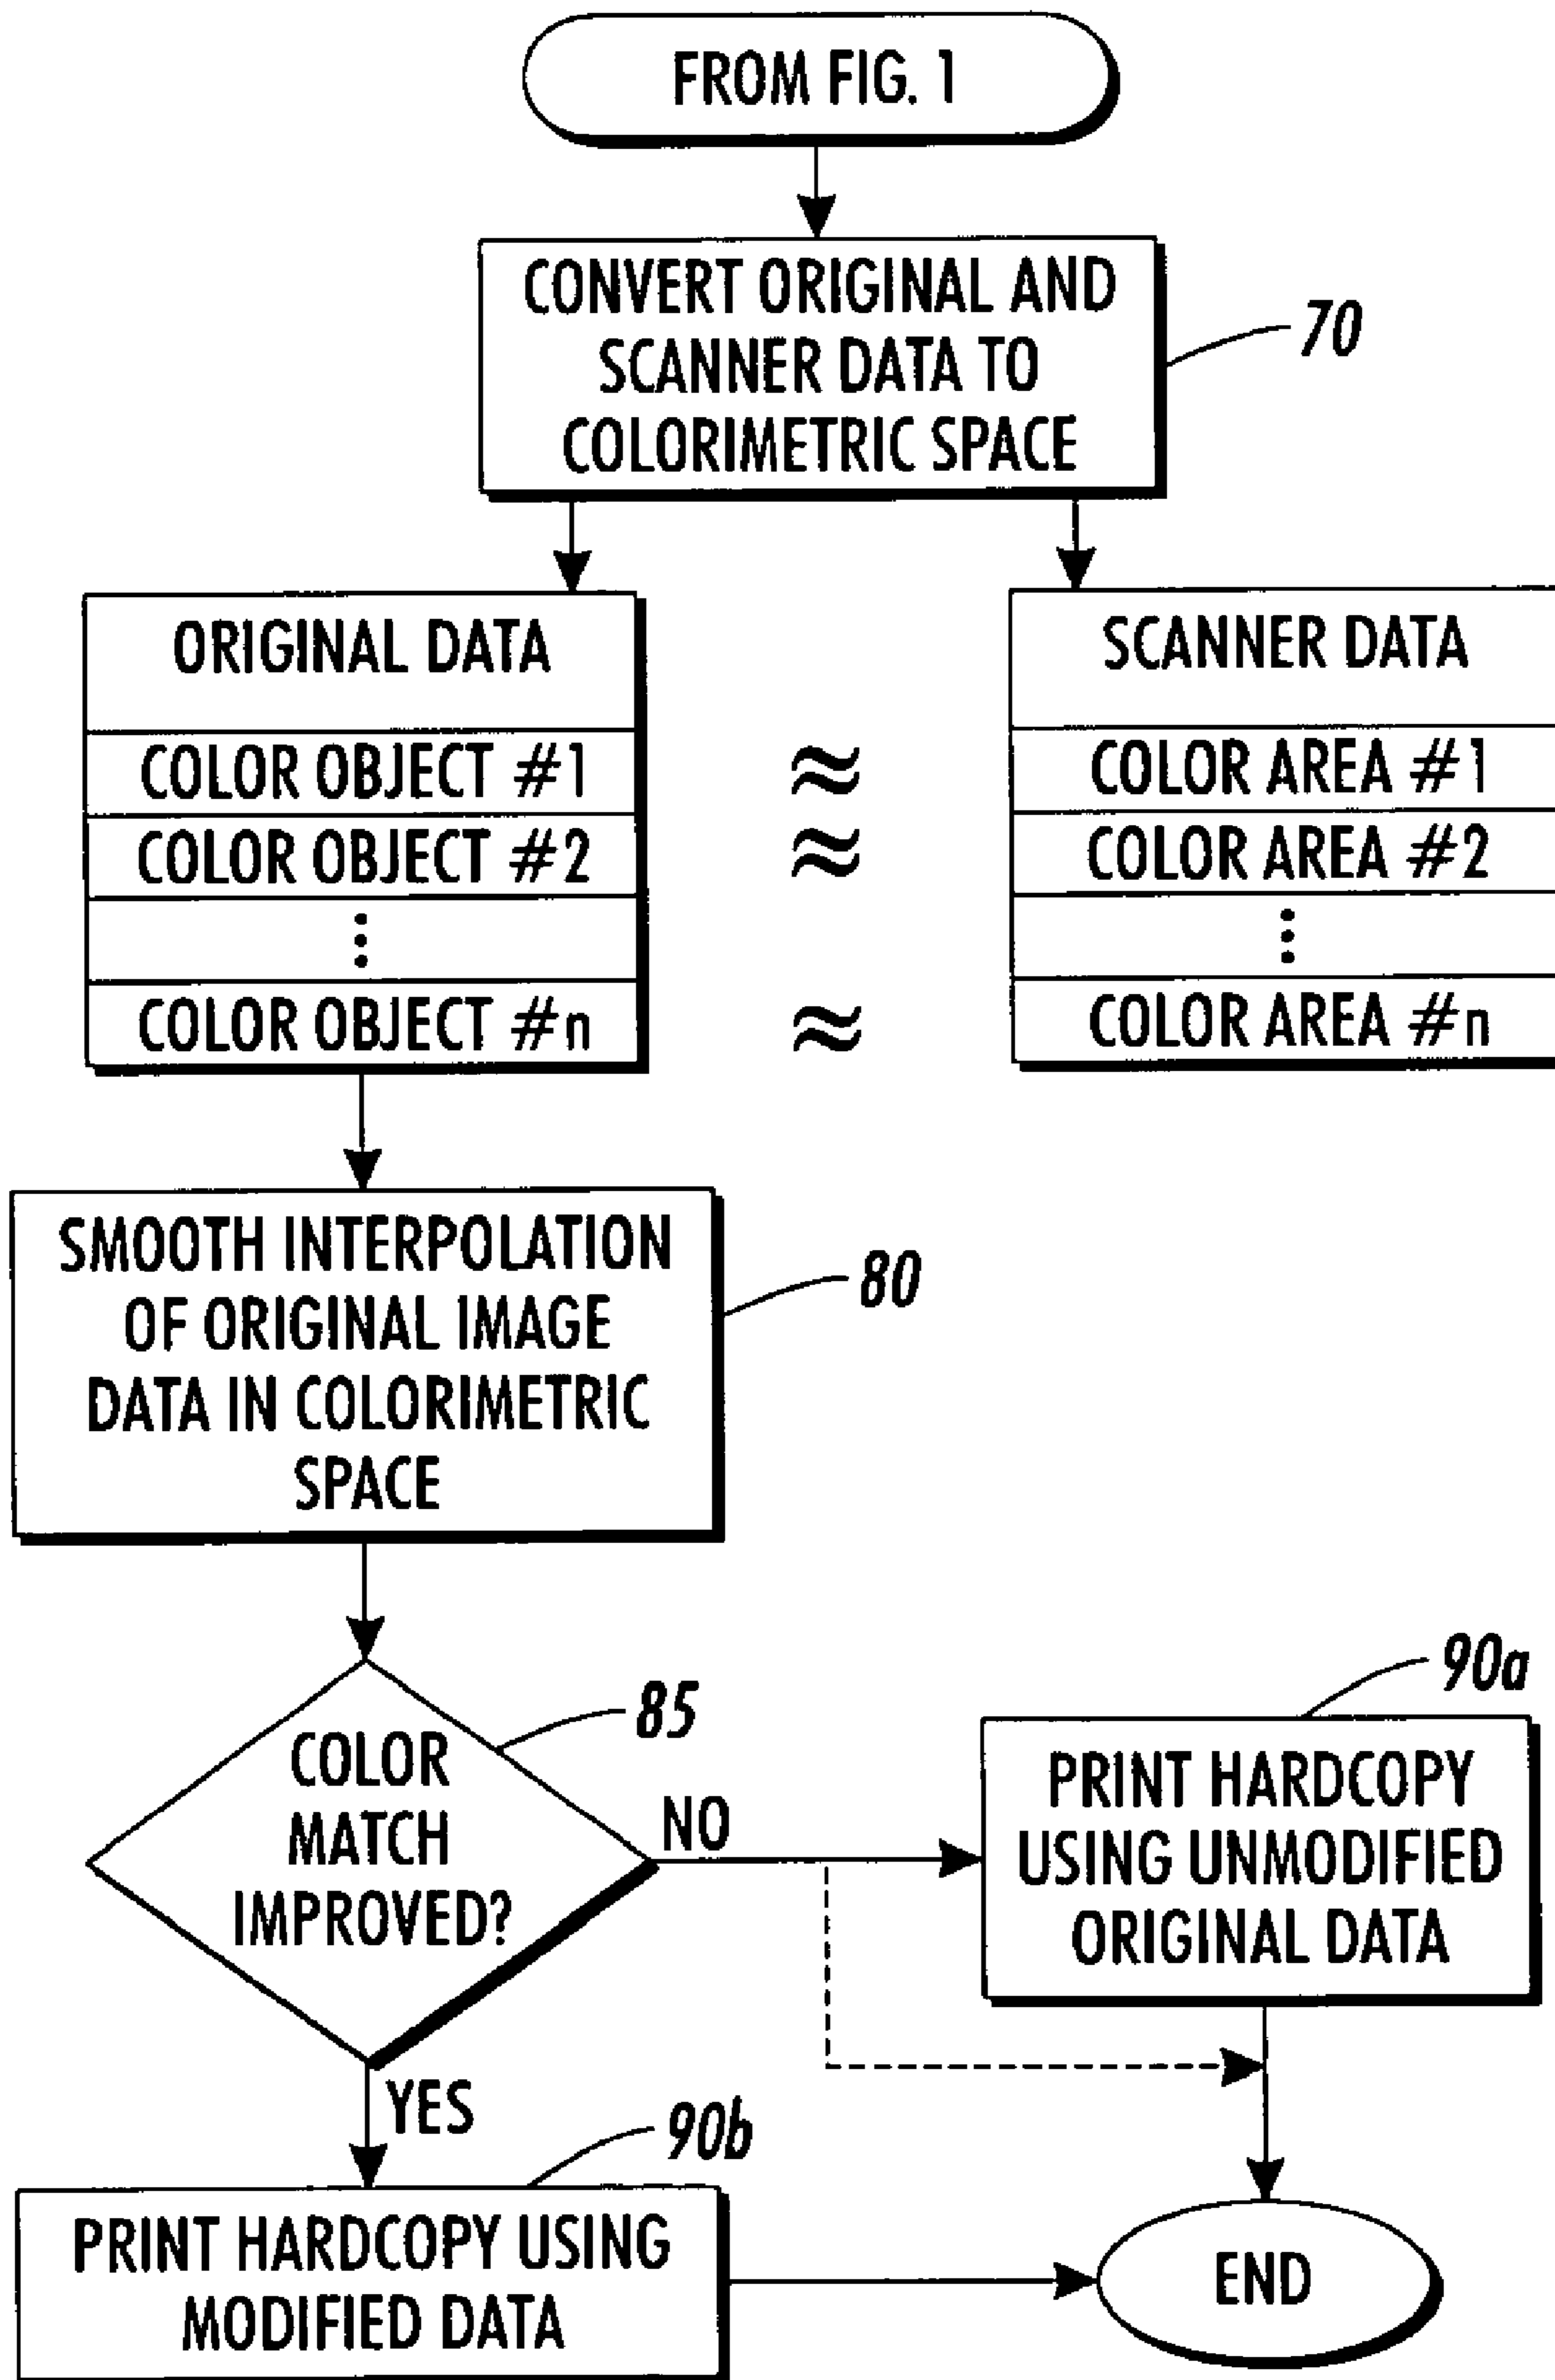 FROM FIG. 1
CONVERT ORIGINAL AND
SCANNER DATA TO
COLORIMETRIC SPACE
70
ORIGINAL DATA
COLOR OBJECT #1
COLOR OBJECT #2
⋮
COLOR OBJECT #n
≈
≈
≈
SCANNER DATA
COLOR AREA #1
COLOR AREA #2
⋮
COLOR AREA #n
SMOOTH INTERPOLATION
OF ORIGINAL IMAGE
DATA IN COLORIMETRIC
SPACE
80
COLOR
MATCH
IMPROVED?
85
NO
90a
PRINT HARDCOPY
USING UNMODIFIED
ORIGINAL DATA
YES
90b
PRINT HARDCOPY USING
MODIFIED DATA
END